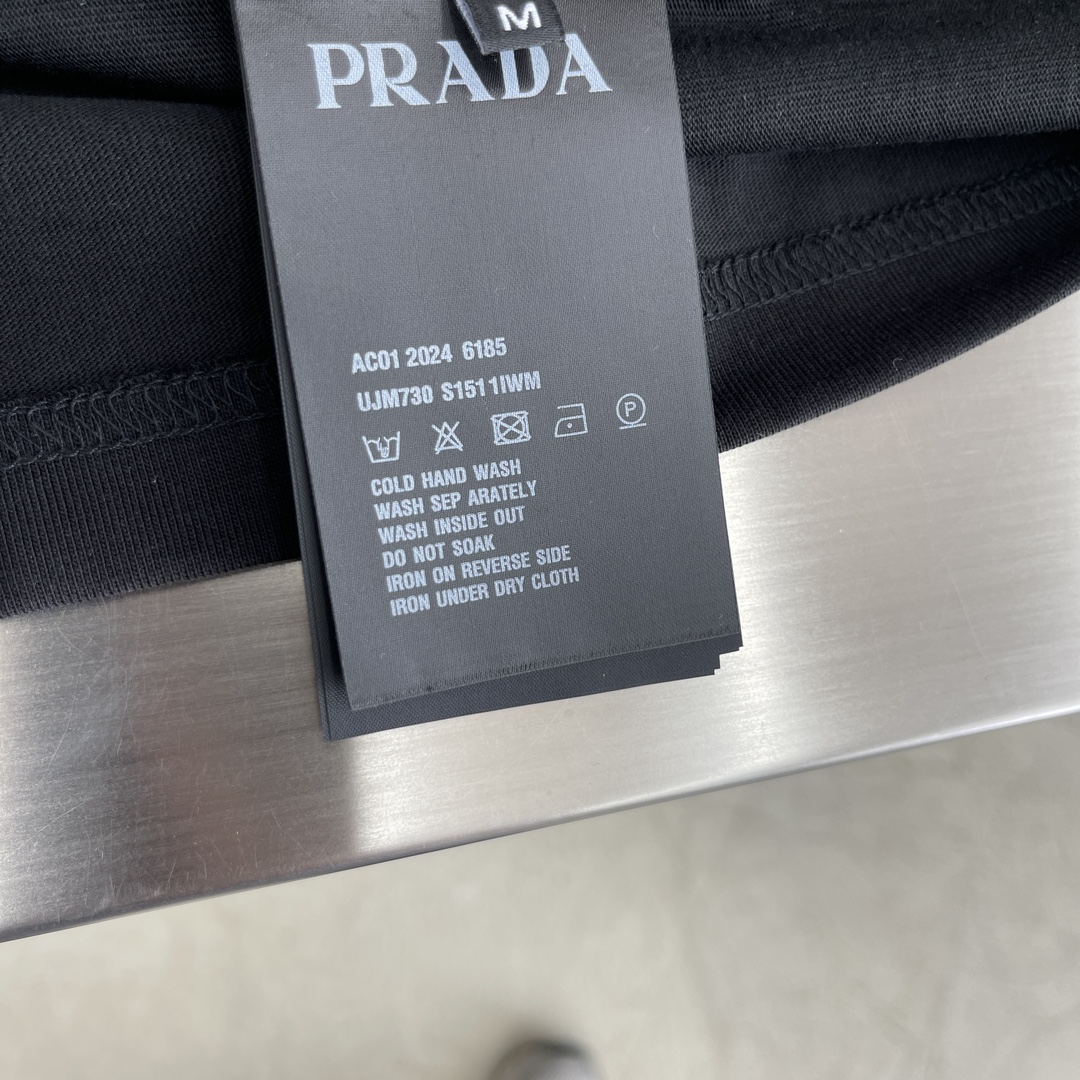 M
PRADA
AC01 2024 6185
UJM730 S151 1IWM
P
COLD HAND WASH
WASH SEP ARATELY
WASH INSIDE OUT
DO NOT SOAK
IRON ON REVERSE SIDE
IRON UNDER DRY CLOTH